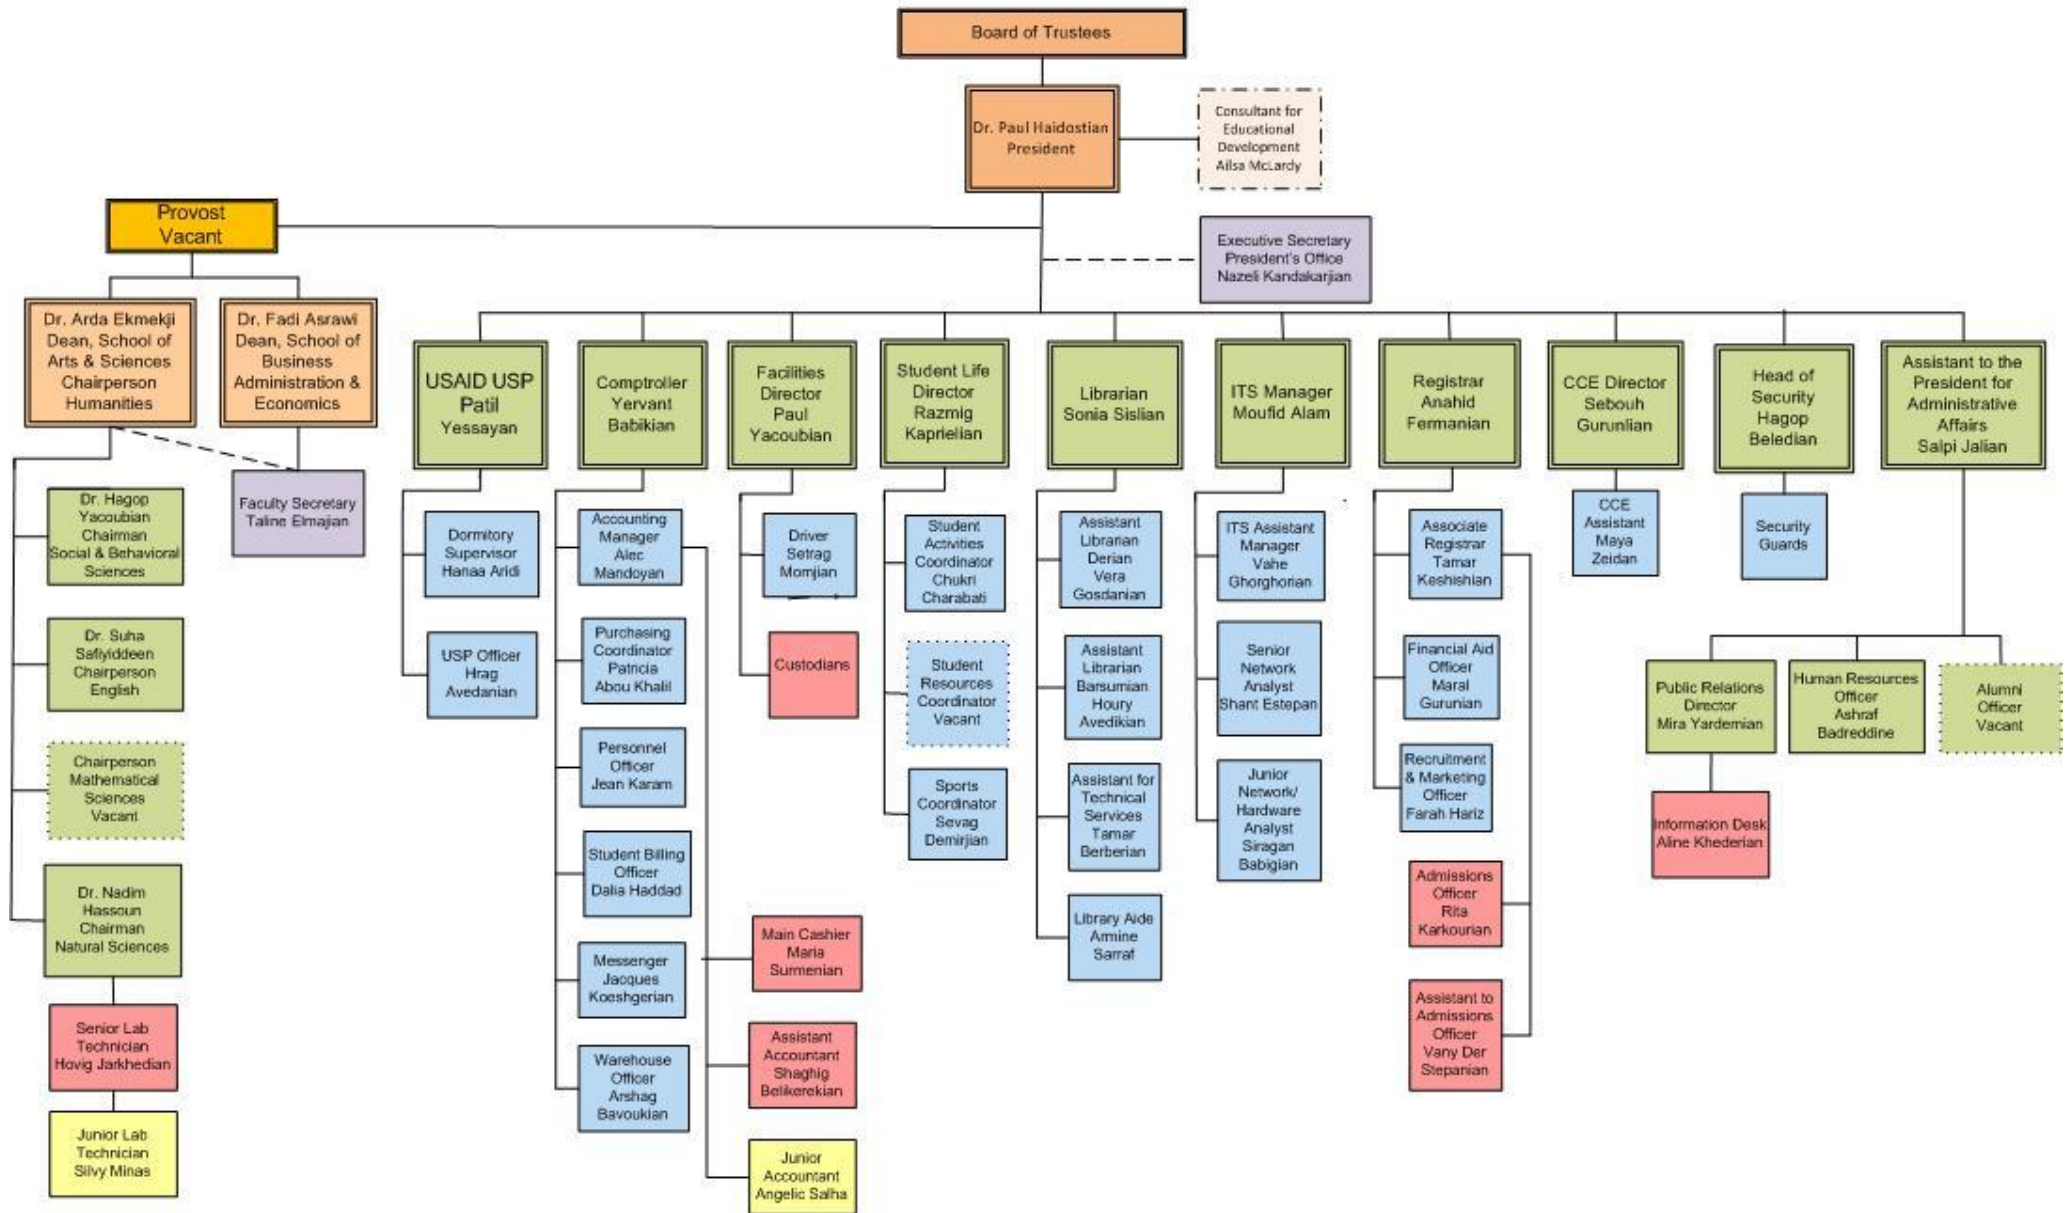 Board of Trustees
Dr. Paul Haidostian
President
Consultant for
Educational
Development
Ailsa McLardy
Provost
Vacant
Executive Secretary
President's Office
Nazeli Kandakarjian
Dr. Arda Ekmekji
Dean, School of
Arts & Sciences
Chairperson
Humanities
Dr. Fadi Asrawi
Dean, School of
Business
Administration &
Economics
Faculty Secretary
Taline Elmajian
Dr. Hagop
Yacoubian
Chairman
Social & Behavioral
Sciences
Dr. Suha
Safiyiddeen
Chairperson
English
Chairperson
Mathematical
Sciences
Vacant
Dr. Nadim
Hassoun
Chairman
Natural Sciences
Senior Lab
Technician
Hovig Jarkhedian
Junior Lab
Technician
Silvy Minas
USAID USP
Patil
Yessayan
Dormitory
Supervisor
Hanaa Aridi
USP Officer
Hrag
Avedanian
Comptroller
Yervant
Babikian
Accounting
Manager
Alec
Mandoyan
Purchasing
Coordinator
Patricia
Abou Khalil
Personnel
Officer
Jean Karam
Student Billing
Officer
Dalia Haddad
Messenger
Jacques
Koeshgerian
Warehouse
Officer
Arshag
Bavoukian
Main Cashier
Maria
Surmenian
Assistant
Accountant
Shaghig
Belikerekian
Junior
Accountant
Angelic Salha
Facilities
Director
Paul
Yacoubian
Driver
Setrag
Momjian
Custodians
Student Life
Director
Razmig
Kaprielian
Student
Activities
Coordinator
Chukri
Charabati
Student
Resources
Coordinator
Vacant
Sports
Coordinator
Sevag
Demirjian
Librarian
Sonia Sislian
Assistant
Librarian
Derian
Vera
Gosdanian
Assistant
Librarian
Barsumian
Houry
Avedikian
Assistant for
Technical
Services
Tamar
Berberian
Library Aide
Armine
Sarraf
ITS Manager
Moufid Alam
ITS Assistant
Manager
Vahe
Ghorghorian
Senior
Network
Analyst
Shant Estepan
Junior
Network/
Hardware
Analyst
Siragan
Babigian
Registrar
Anahid
Fermanian
Associate
Registrar
Tamar
Keshishian
Financial Aid
Officer
Maral
Gurunian
Recruitment
& Marketing
Officer
Farah Hariz
Admissions
Officer
Rita
Karkourian
Assistant to
Admissions
Officer
Vany Der
Stepanian
CCE Director
Sebouh
Gurunlian
CCE
Assistant
Maya
Zeidan
Head of
Security
Hagop
Beledian
Security
Guards
Assistant to the
President for
Administrative
Affairs
Salpi Jalian
Public Relations
Director
Mira Yardemian
Human Resources
Officer
Ashraf
Badreddine
Alumni
Officer
Vacant
Information Desk
Aline Khederian